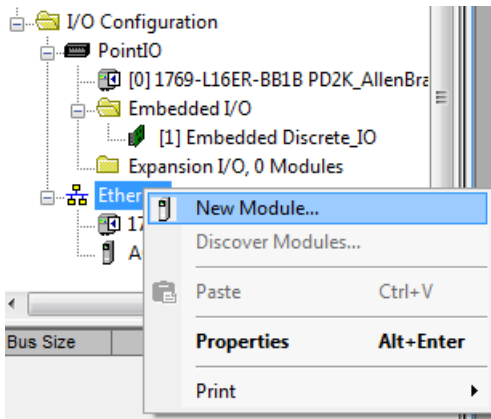 I/O Configuration
PointIO
[0] 1769-L16ER-BB1B PD2K_AllenBra
Embedded I/O
[1] Embedded Discrete_IO
Expansion I/O, 0 Modules
Ether
New Module...
17
Discover Modules...
A
Paste Ctrl+V
Bus Size
Properties Alt+Enter
Print